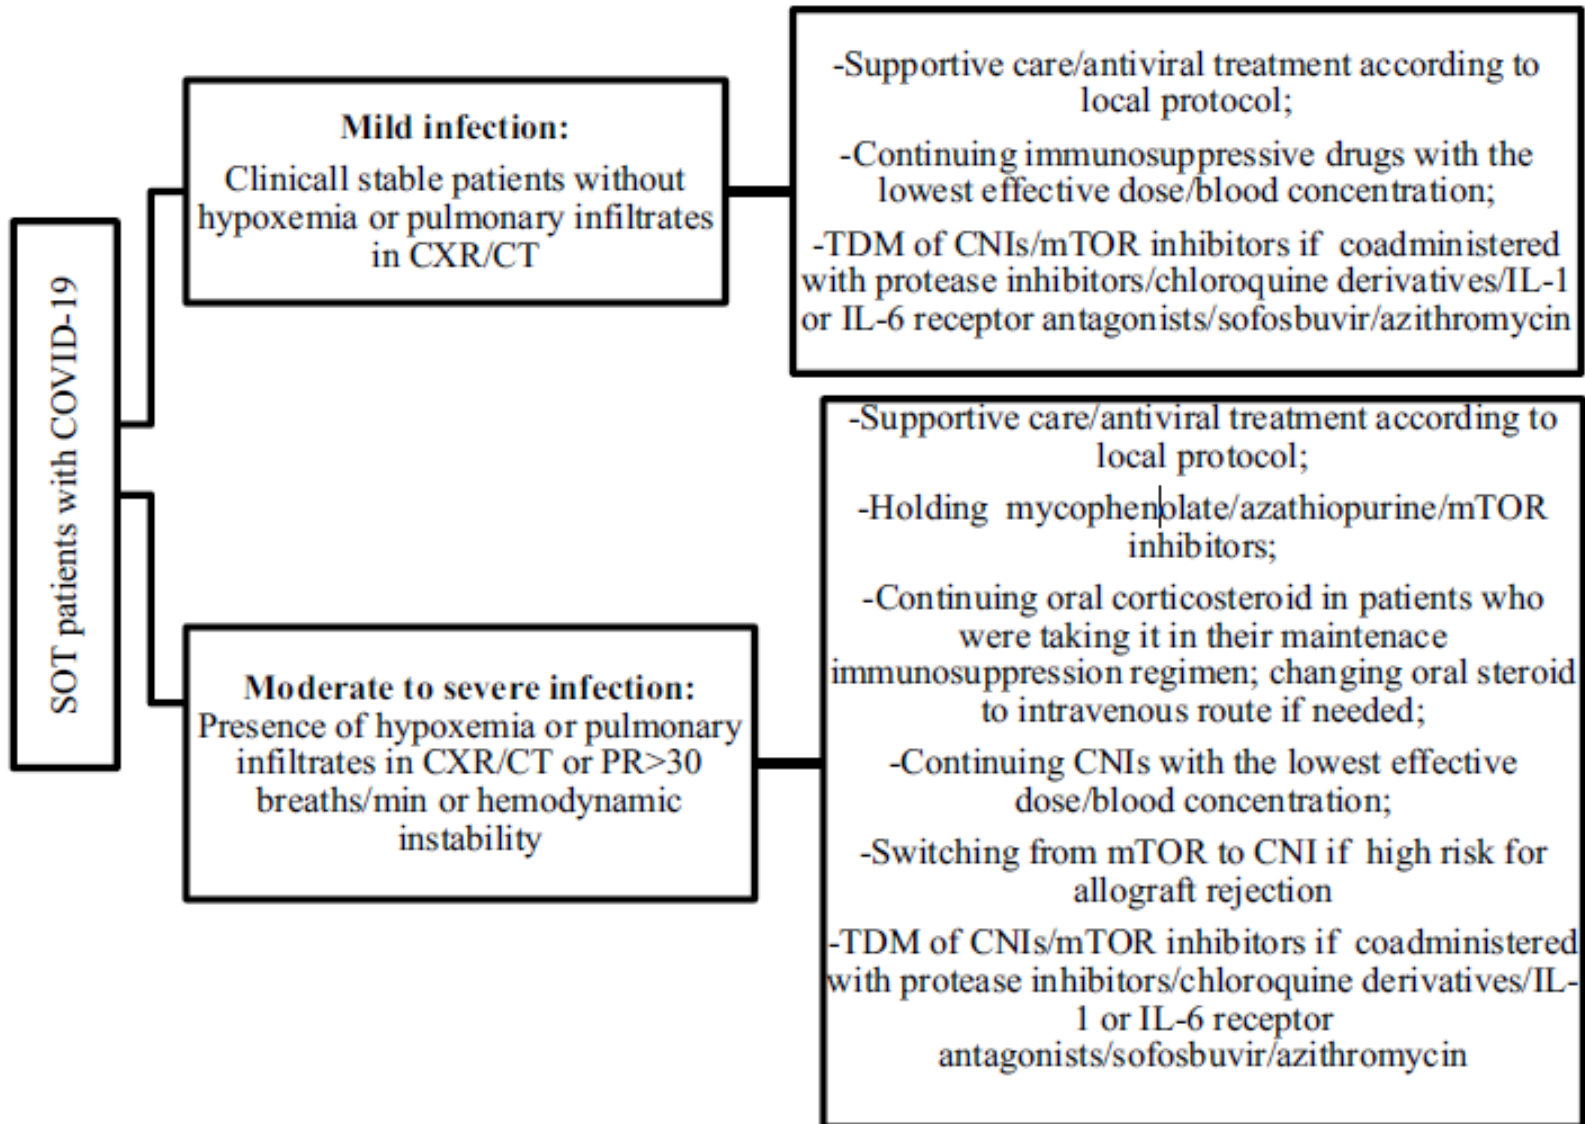 SOT patients with COVID-19
Mild infection:
Clinicall stable patients without
hypoxemia or pulmonary infiltrates
in CXR/CT
-Supportive care/antiviral treatment according to
local protocol;
-Continuing immunosuppressive drugs with the
lowest effective dose/blood concentration;
-TDM of CNIs/mTOR inhibitors if coadministered
with protease inhibitors/chloroquine derivatives/IL-1
or IL-6 receptor antagonists/sofosbuvir/azithromycin
Moderate to severe infection:
Presence of hypoxemia or pulmonary
infiltrates in CXR/CT or PR>30
breaths/min or hemodynamic
instability
-Supportive care/antiviral treatment according to
local protocol;
-Holding mycophenolate/azathiopurine/mTOR
inhibitors;
-Continuing oral corticosteroid in patients who
were taking it in their maintenace
immunosuppression regimen; changing oral steroid
to intravenous route if needed;
-Continuing CNIs with the lowest effective
dose/blood concentration;
-Switching from mTOR to CNI if high risk for
allograft rejection
-TDM of CNIs/mTOR inhibitors if coadministered
with protease inhibitors/chloroquine derivatives/IL-
1 or IL-6 receptor
antagonists/sofosbuvir/azithromycin